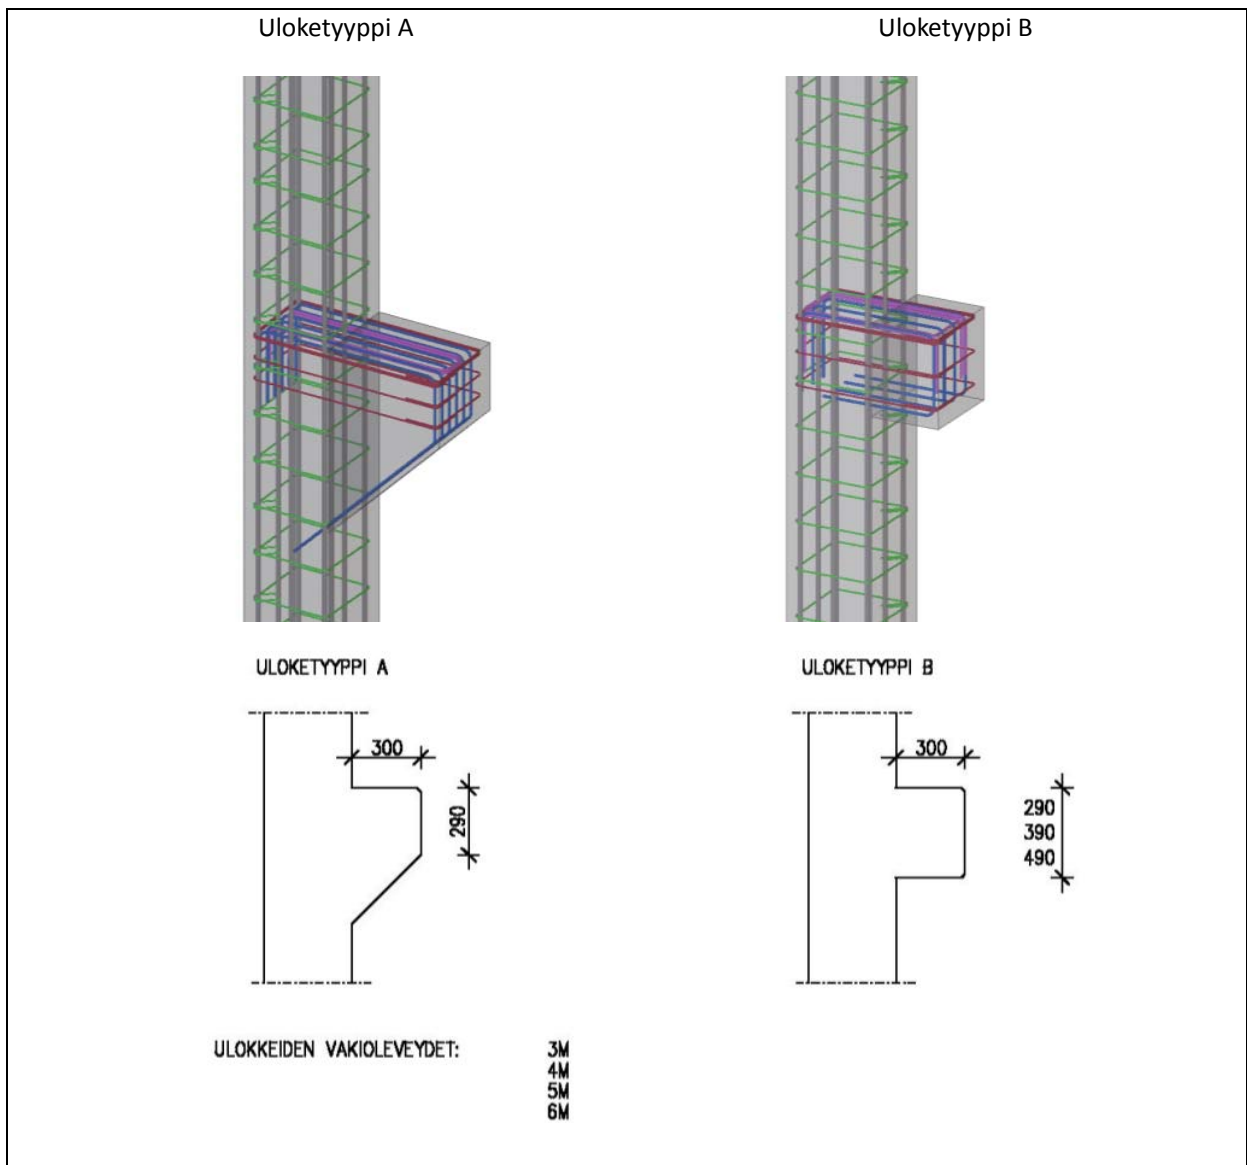 Uloketyyppi A
Uloketyyppi B
ULOKETYYPPI A
ULOKETYYPPI B
300
290
300
290
390
490
ULOKKEIDEN VAKIOLEVEYDET:
3M
4M
5M
6M